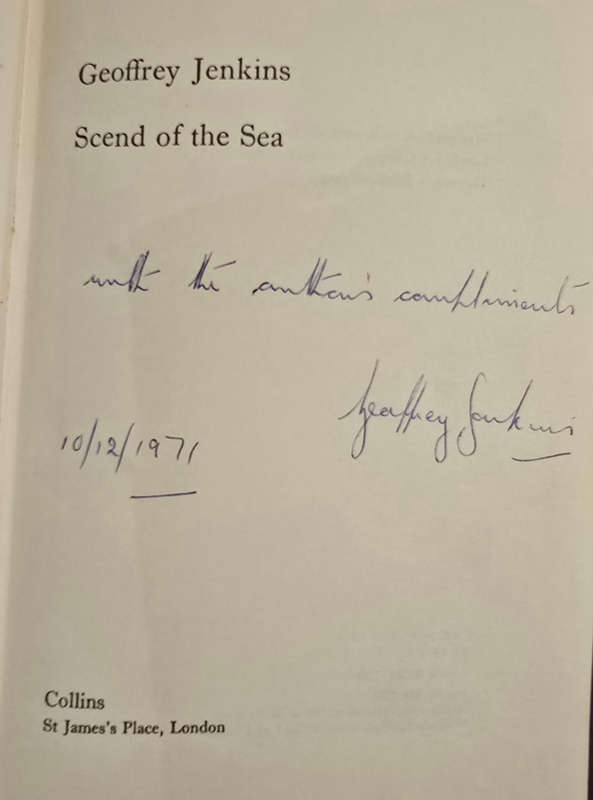 Geoffrey Jenkins
Scend of the Sea
with the author's compliments
Geoffrey Jenkins
10/12/1971
Collins
St James's Place, London